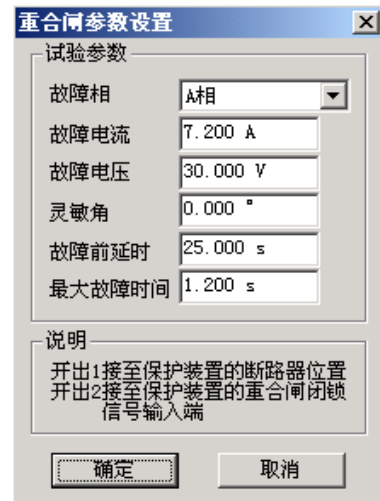 重合闸参数设置
试验参数
故障相 A相
故障电流 7.200 A
故障电压 30.000 V
灵敏角 0.000 °
故障前延时 25.000 s
最大故障时间 1.200 s
说明
开出1接至保护装置的断路器位置
开出2接至保护装置的重合闸闭锁
信号输入端
确定 取消